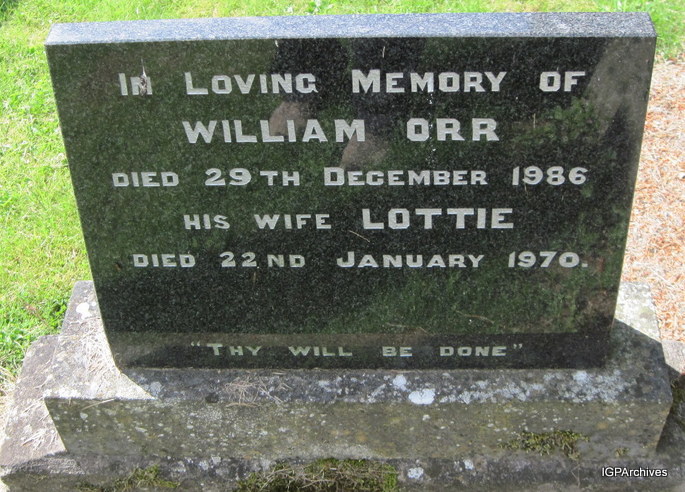 In Loving Memory of
WILLIAM ORR
DIED 29TH DECEMBER 1986
HIS WIFE LOTTIE
DIED 22ND JANUARY 1970.
"THY WILL BE DONE"
IGPArchives